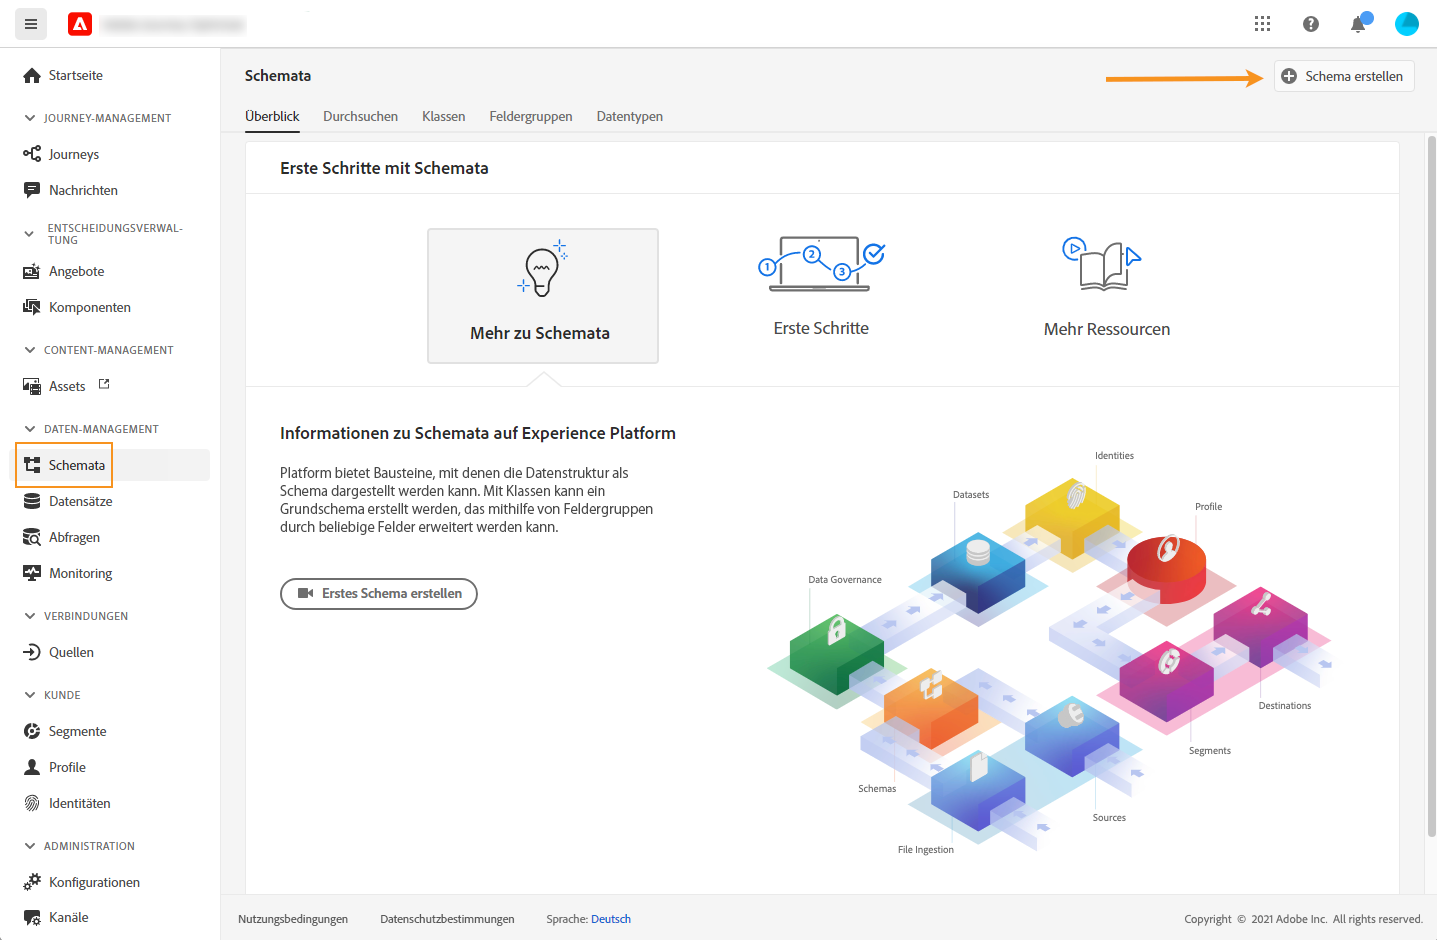 Startseite
JOURNEY-MANAGEMENT
Journeys
Nachrichten
ENTSCHEIDUNGSVERWAL-
TUNG
Angebote
Komponenten
CONTENT-MANAGEMENT
Assets
DATEN-MANAGEMENT
Schemata
Datensätze
Abfragen
Monitoring
VERBINDUNGEN
Quellen
KUNDE
Segmente
Profile
Identitäten
ADMINISTRATION
Konfigurationen
Kanäle
Schemata
Schema erstellen
Überblick Durchsuchen Klassen Feldergruppen Datentypen
Erste Schritte mit Schemata
Mehr zu Schemata
1 2 3
Erste Schritte
Mehr Ressourcen
Informationen zu Schemata auf Experience Platform
Platform bietet Bausteine, mit denen die Datenstruktur als
Schema dargestellt werden kann. Mit Klassen kann ein
Grundschema erstellt werden, das mithilfe von Feldergruppen
durch beliebige Felder erweitert werden kann.
Erstes Schema erstellen
Identities
Datasets
Profile
Data Governance
Destinations
Segments
Schemas
Sources
File Ingestion
Nutzungsbedingungen Datenschutzbestimmungen Sprache: Deutsch
Copyright © 2021 Adobe Inc. All rights reserved.